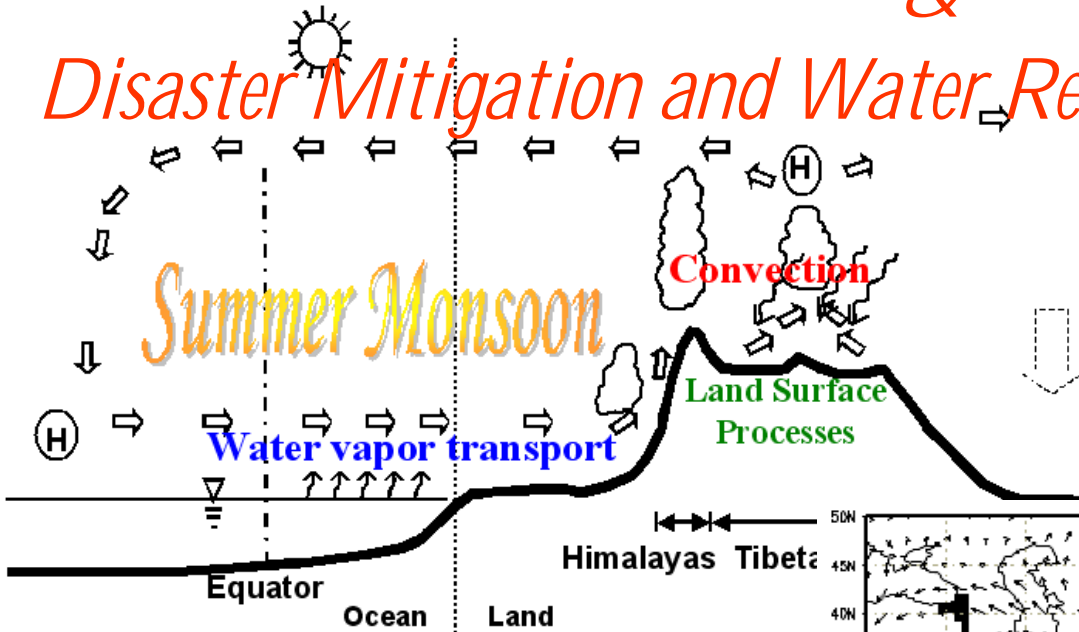 &
Disaster Mitigation and Water
H
Convection
Summer Monsoon
Land Surface
Processes
H
Water vapor transport
50N
Himalayas
45N
Equator
40N
Ocean Land